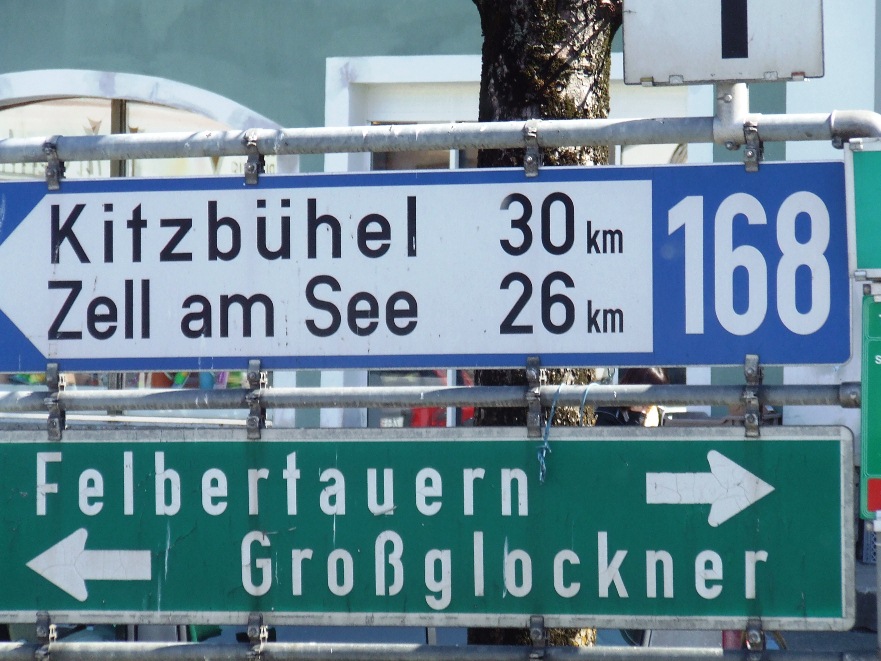 Kitzbühel 30 km
Zell am See 26 km
168
Felbertauern
Großglockner